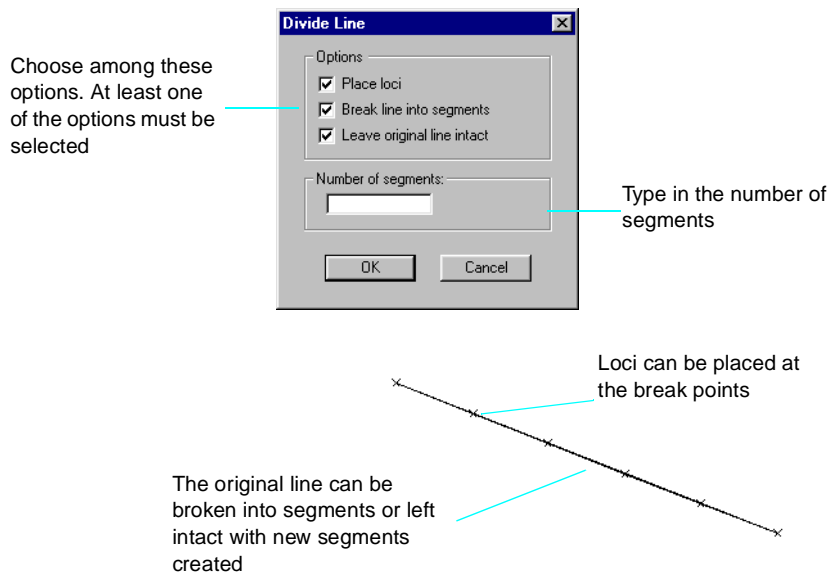 Divide Line
Choose among these
options. At least one
of the options must be
selected
Options
Place loci
Break line into segments
Leave original line intact
Number of segments:
Type in the number of
segments
OK
Cancel
Loci can be placed at
the break points
The original line can be
broken into segments or left
intact with new segments
created